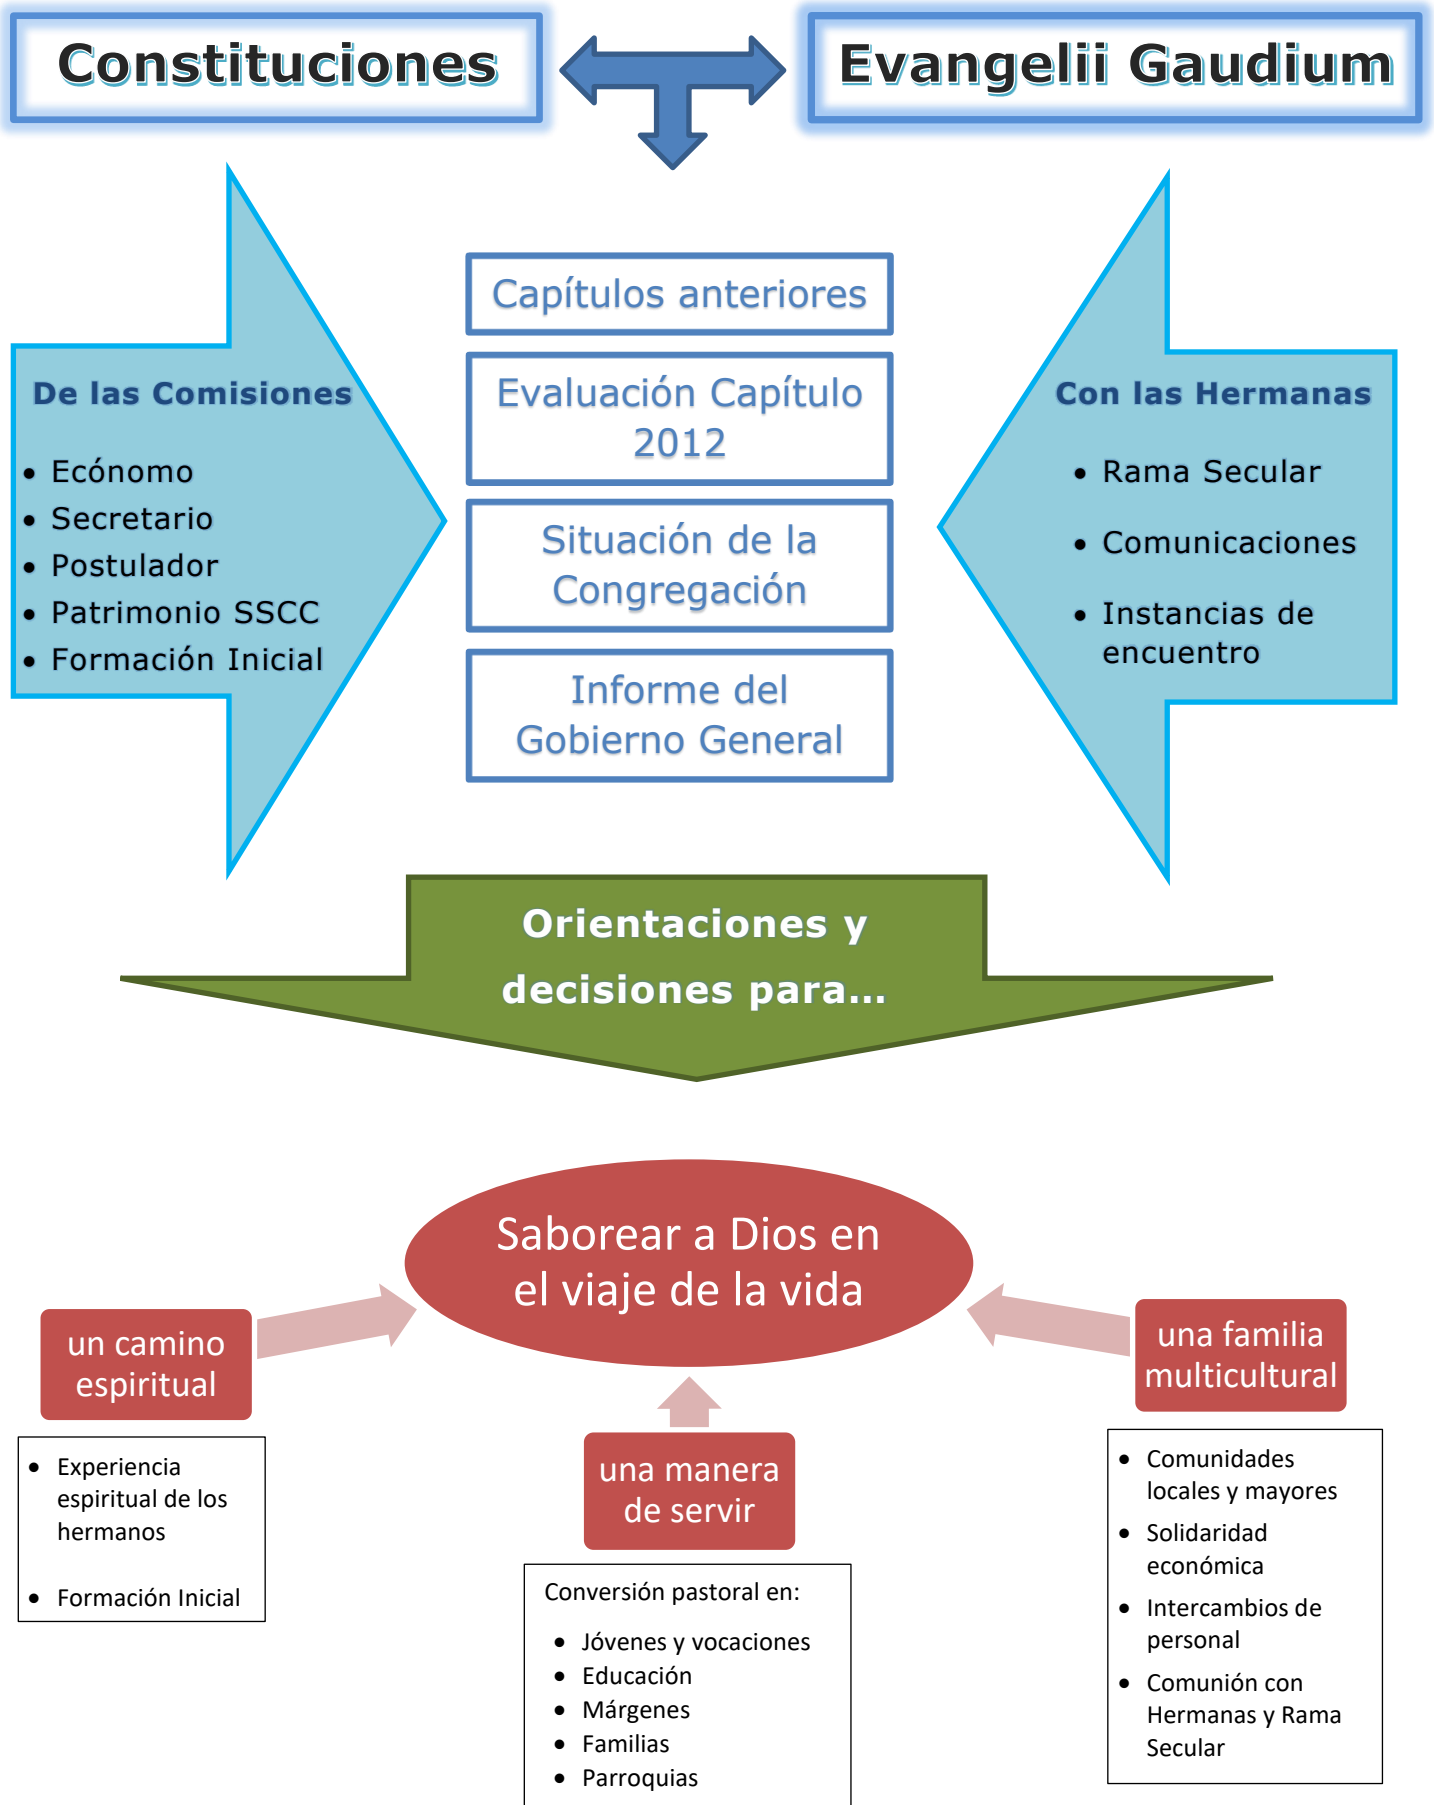 Constituciones
Evangelii Gaudium
Capítulos anteriores
Evaluación Capítulo
2012
Situación de la
Congregación
Informe del
Gobierno General
De las Comisiones
• Ecónomo
• Secretario
• Postulador
• Patrimonio SSCC
• Formación Inicial
Con las Hermanas
• Rama Secular
• Comunicaciones
• Instancias de
encuentro
Orientaciones y
decisiones para...
Saborear a Dios en
el viaje de la vida
un camino
espiritual
• Experiencia
espiritual de los
hermanos
• Formación Inicial
una manera
de servir
Conversión pastoral en:
• Jóvenes y vocaciones
• Educación
• Márgenes
• Familias
• Parroquias
una familia
multicultural
• Comunidades
locales y mayores
• Solidaridad
económica
• Intercambios de
personal
• Comunión con
Hermanas y Rama
Secular